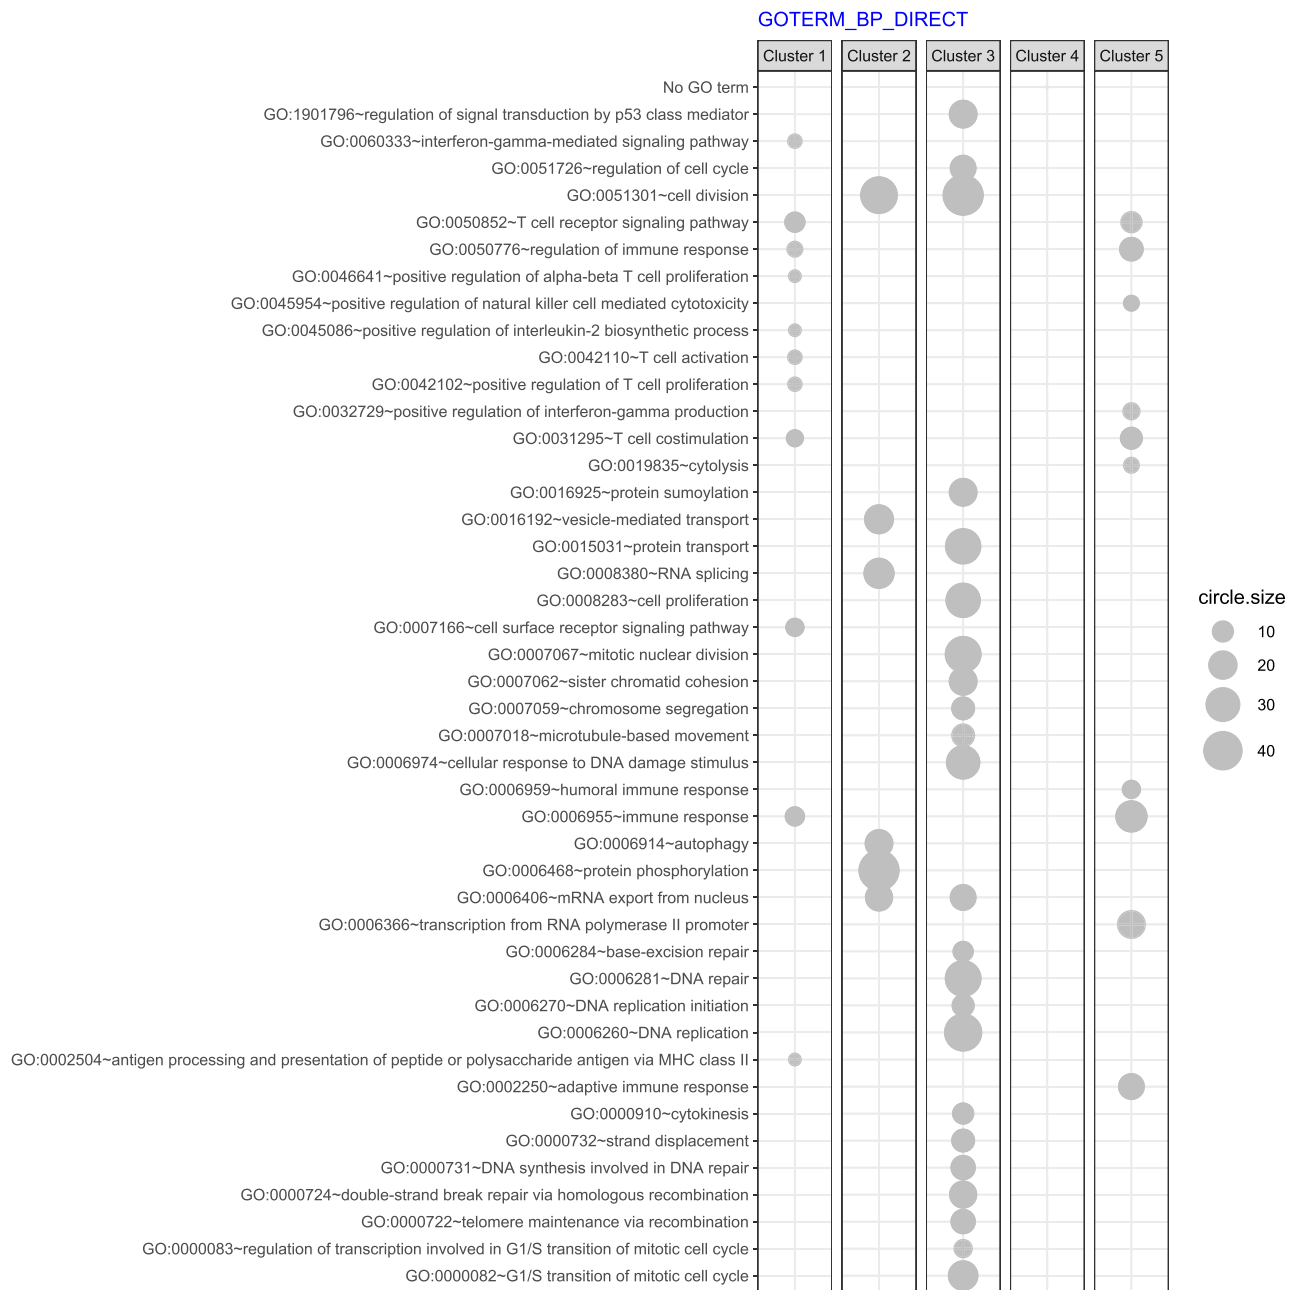 GOTERM_BP_DIRECT
Cluster 1 Cluster 2 Cluster 3 Cluster 4 Cluster 5
No GO term
GO:1901796~regulation of signal transduction by p53 class mediator
GO:0060333~interferon-gamma-mediated signaling pathway
GO:0051726~regulation of cell cycle
GO:0051301~cell division
GO:0050852~T cell receptor signaling pathway
GO:0050776~regulation of immune response
GO:0046641~positive regulation of alpha-beta T cell proliferation
GO:0045954~positive regulation of natural killer cell mediated cytotoxicity
GO:0045086~positive regulation of interleukin-2 biosynthetic process
GO:0042110~T cell activation
GO:0042102~positive regulation of T cell proliferation
GO:0032729~positive regulation of interferon-gamma production
GO:0031295~T cell costimulation
GO:0019835~cytolysis
GO:0016925~protein sumoylation
GO:0016192~vesicle-mediated transport
GO:0015031~protein transport
GO:0008380~RNA splicing
GO:0008283~cell proliferation
GO:0007166~cell surface receptor signaling pathway
GO:0007067~mitotic nuclear division
GO:0007062~sister chromatid cohesion
GO:0007059~chromosome segregation
GO:0007018~microtubule-based movement
GO:0006974~cellular response to DNA damage stimulus
GO:0006959~humoral immune response
GO:0006955~immune response
GO:0006914~autophagy
GO:0006468~protein phosphorylation
GO:0006406~mRNA export from nucleus
GO:0006366~transcription from RNA polymerase II promoter
GO:0006284~base-excision repair
GO:0006281~DNA repair
GO:0006270~DNA replication initiation
GO:0006260~DNA replication
GO:0002504~antigen processing and presentation of peptide or polysaccharide antigen via MHC class II
GO:0002250~adaptive immune response
GO:0000910~cytokinesis
GO:0000732~strand displacement
GO:0000731~DNA synthesis involved in DNA repair
GO:0000724~double-strand break repair via homologous recombination
GO:0000722~telomere maintenance via recombination
GO:0000083~regulation of transcription involved in G1/S transition of mitotic cell cycle
GO:0000082~G1/S transition of mitotic cell cycle
circle.size
10
20
30
40